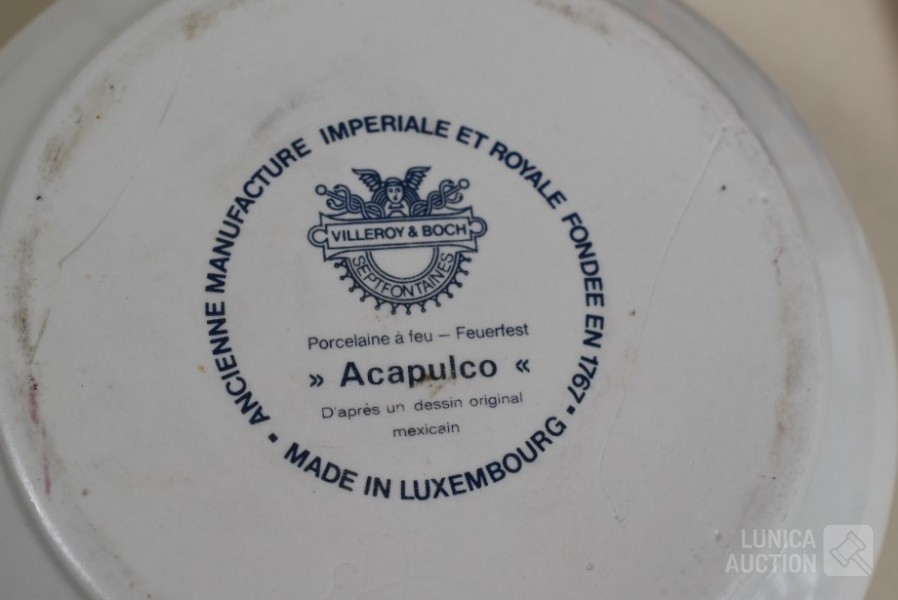 ANCIENNE MANUFACTURE IMPERIALE ET ROYALE FONDEE EN 1767 •
VILLEROY & BOCH
SEPTFONTAINES
Porcelaine à feu – Feuerfest
» Acapulco «
D'après un dessin original
mexicain
MADE IN LUXEMBOURG •
LUNICA
AUCTION